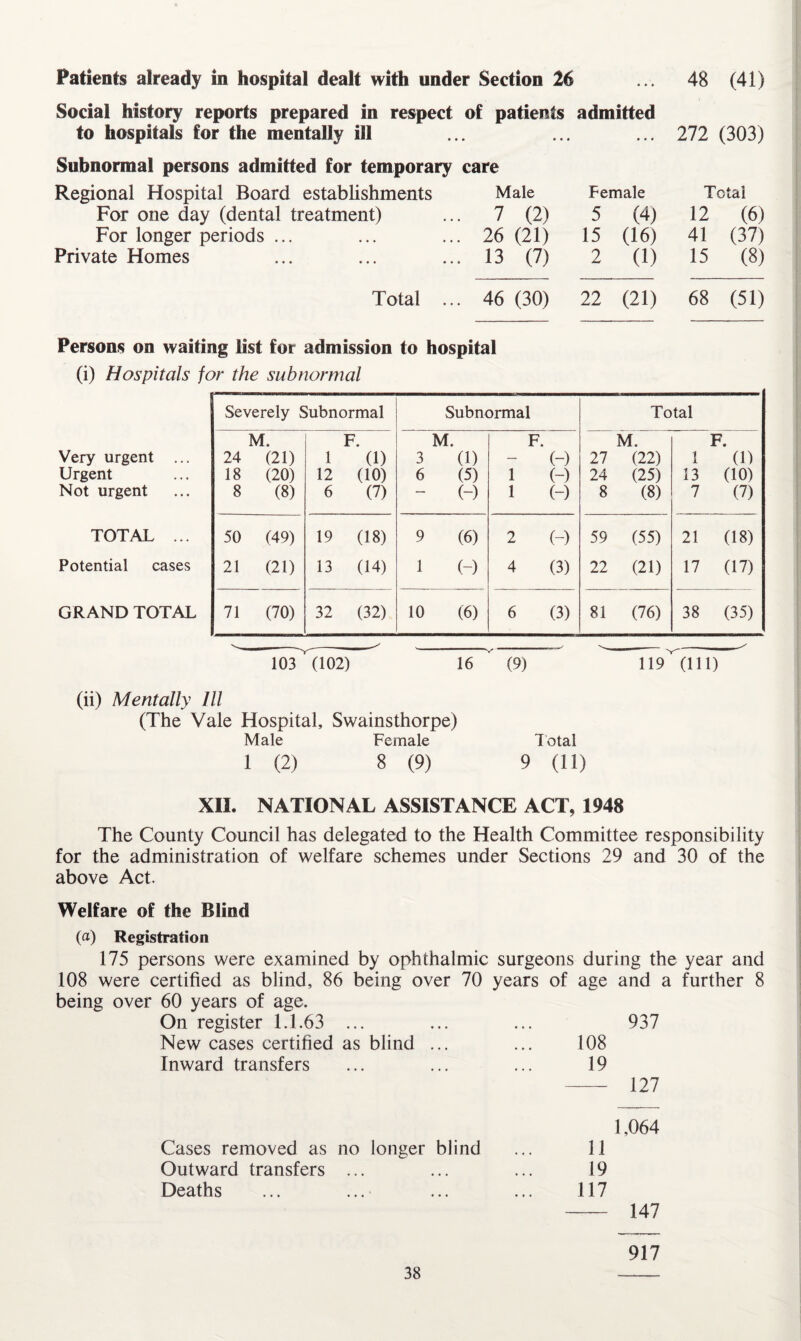 Patients already in hospital dealt with under Section 26 ... 48 (41)
Social history reports prepared in respect of patients admitted
to hospitals for the mentally ill ... ... ... 272 (303)
Subnormal persons admitted for temporary care
Regional Hospital Board establishments Male Female Total
For one day (dental treatment) ... 7 (2) 5 (4) 12 (6)
For longer periods ... ... ... 26 (21) 15 (16) 41 (37)
Private Homes ... ... ... 13 (7) 2 (1) 15 (8)
Total ... 46 (30) 22 (21) 68 (51)
Persons on waiting list for admission to hospital
(i) Hospitals for the subnormal
Severely Subnormal Subnormal Total
M. F. M. F. M. F.
Very urgent ... 24 (21) 1 (1) 3 (1) – (–) 27 (22) 1 (1)
Urgent ... 18 (20) 12 (10) 6 (5) 1 (–) 24 (25) 13 (10)
Not urgent ... 8 (8) 6 (7) – (–) 1 (–) 8 (8) 7 (7)
TOTAL ... 50 (49) 19 (18) 9 (6) 2 (–) 59 (55) 21 (18)
Potential cases 21 (21) 13 (14) 1 (–) 4 (3) 22 (21) 17 (17)
GRAND TOTAL 71 (70) 32 (32) 10 (6) 6 (3) 81 (76) 38 (35)
103 (102) 16 (9) 119 (111)
(ii) Mentally Ill
(The Vale Hospital, Swainsthorpe)
Male Female Total
1 (2) 8 (9) 9 (11)
XII. NATIONAL ASSISTANCE ACT, 1948
The County Council has delegated to the Health Committee responsibility
for the administration of welfare schemes under Sections 29 and 30 of the
above Act.
Welfare of the Blind
(a) Registration
175 persons were examined by ophthalmic surgeons during the year and
108 were certified as blind, 86 being over 70 years of age and a further 8
being over 60 years of age.
On register 1.1.63 ... ... ... 937
New cases certified as blind ... ... 108
Inward transfers ... ... ... 19
127
1,064
Cases removed as no longer blind ... 11
Outward transfers ... ... ... 19
Deaths ... ... ... ... 117
147
917
38